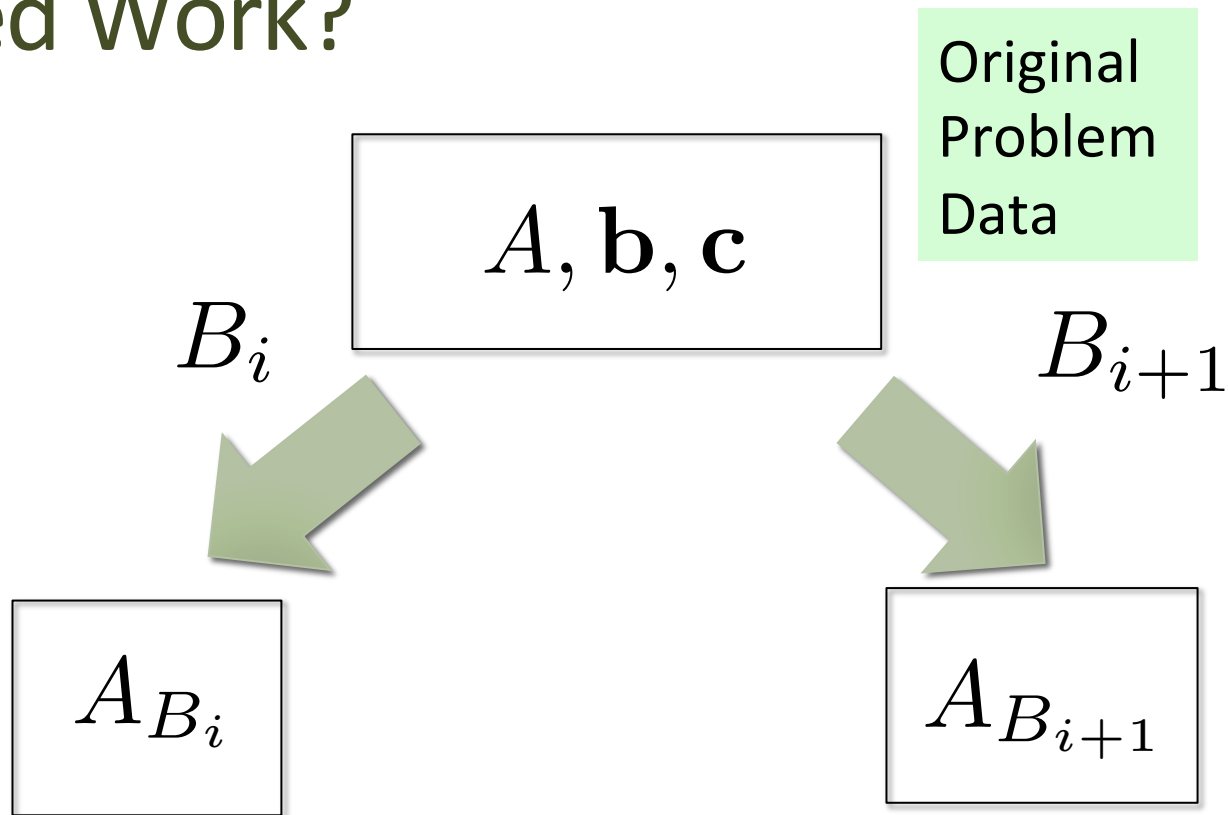 ed Work?
Original
Problem
Data
A, b, c
B_i
B_{i+1}
A_{B_i}
A_{B_{i+1}}